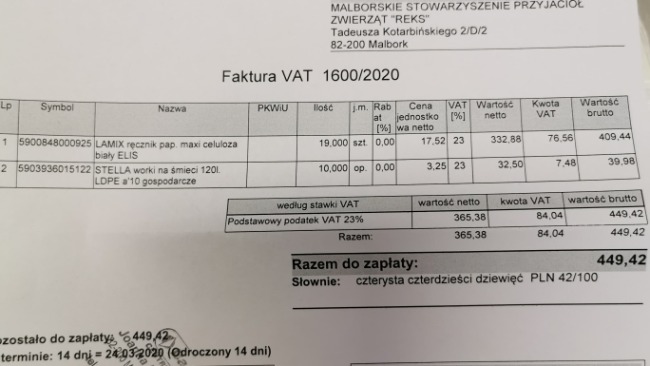 MALBORSKIE STOWARZYSZENIE PRZYJACIÓŁ
ZWIERZĄT "REKS"
Tadeusza Kotarbińskiego 2/D/2
82-200 Malbork
Faktura VAT 1600/2020
Lp Symbol Nazwa PKWiU Ilość j.m. Rabat [%] Cena jednostkowa netto VAT [%] Wartość netto Kwota VAT Wartość brutto
1 5900848000925 LAMIX ręcznik pap. maxi celuloza 19,000 szt. 0,00 17,52 23 332,88 76,56 409,44
biały ELIS
2 5903936015122 STELLA worki na śmieci 120l. 10,000 op. 0,00 3,25 23 32,50 7,48 39,98
LDPE a'10 gospodarcze
według stawki VAT wartość netto kwota VAT wartość brutto
Podstawowy podatek VAT 23% 365,38 84,04 449,42
Razem: 365,38 84,04 449,42
Razem do zapłaty: 449,42
Słownie: czterysta czterdzieści dziewięć PLN 42/100
ozostało do zapłaty: 449,42
terminie: 14 dni = 24.03.2020 (Odroczony 14 dni)